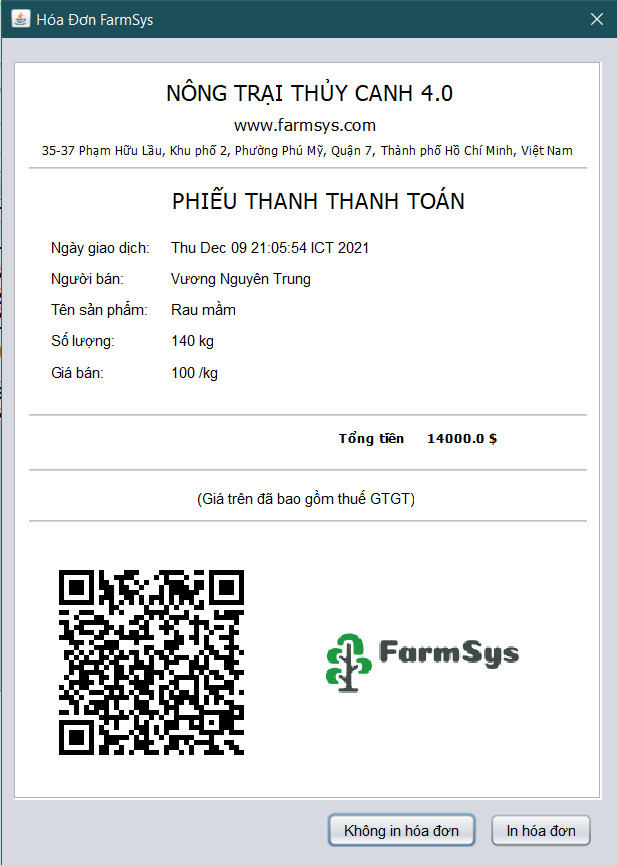 Hóa Đơn FarmSys
NÔNG TRẠI THỦY CANH 4.0
www.farmsys.com
35-37 Phạm Hữu Lầu, Khu phố 2, Phường Phú Mỹ, Quận 7, Thành phố Hồ Chí Minh, Việt Nam
PHIẾU THANH THANH TOÁN
Ngày giao dịch: Thu Dec 09 21:05:54 ICT 2021
Người bán: Vương Nguyên Trung
Tên sản phẩm: Rau mầm
Số lượng: 140 kg
Giá bán: 100 /kg
Tổng tiền 14000.0 $
(Giá trên đã bao gồm thuế GTGT)
FarmSys
Không in hóa đơn In hóa đơn